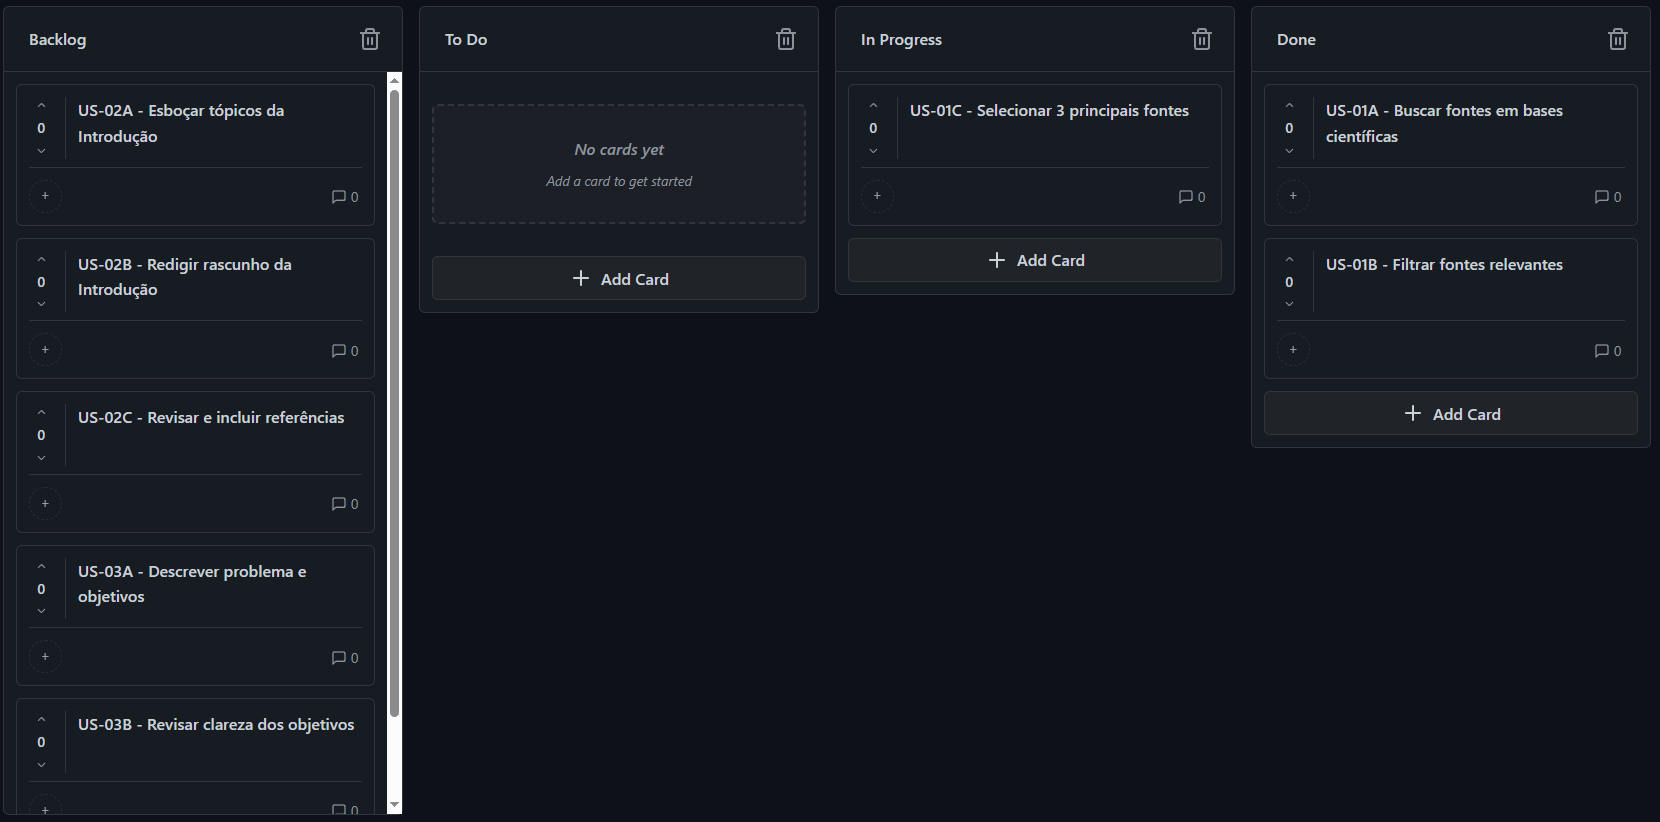 Backlog
0
US-02A - Esboçar tópicos da
Introdução
+
0
0
US-02B - Redigir rascunho da
Introdução
+
0
0
US-02C - Revisar e incluir referências
+
0
0
US-03A - Descrever problema e
objetivos
+
0
0
US-03B - Revisar clareza dos objetivos
+
0
To Do
No cards yet
Add a card to get started
+ Add Card
In Progress
0
US-01C - Selecionar 3 principais fontes
+
0
+ Add Card
Done
0
US-01A - Buscar fontes em bases
científicas
+
0
0
US-01B - Filtrar fontes relevantes
+
0
+ Add Card